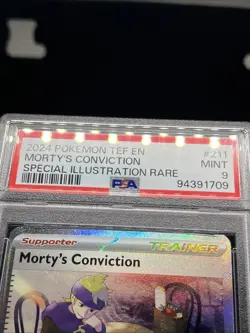 2024 POKEMON TEF EN #211
MORTY'S CONVICTION MINT
SPECIAL ILLUSTRATION RARE 9
PSA 94391709
Supporter TRAINER
Morty's Conviction